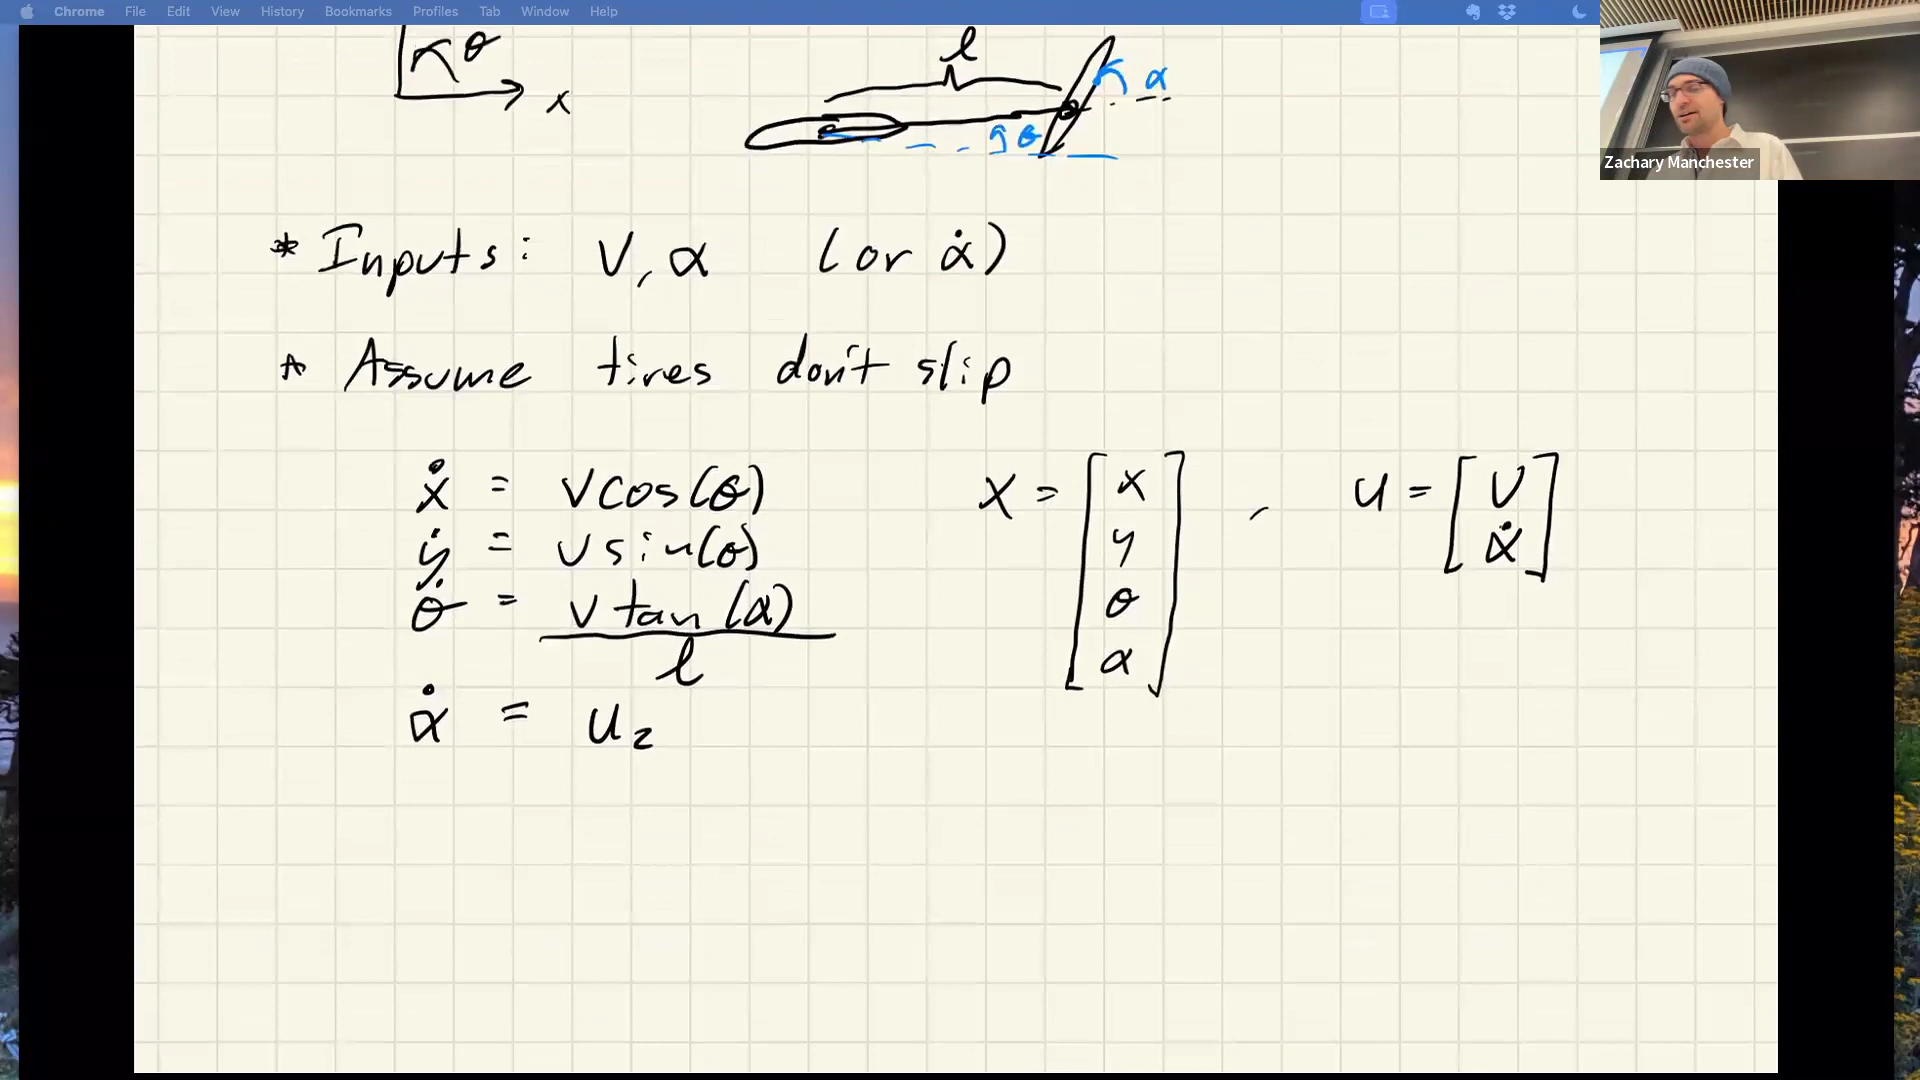 Chrome File Edit View History Bookmarks Profiles Tab Window Help
θ
x
l
α
θ
Zachary Manchester
* Inputs: V, α (or α̇)
* Assume tires don't slip
ẋ = v cos(θ)
ẏ = v sin(θ)
θ̇ = v tan(α) / l
α̇ = u₂
X = [x y θ α] , u = [V α̇]